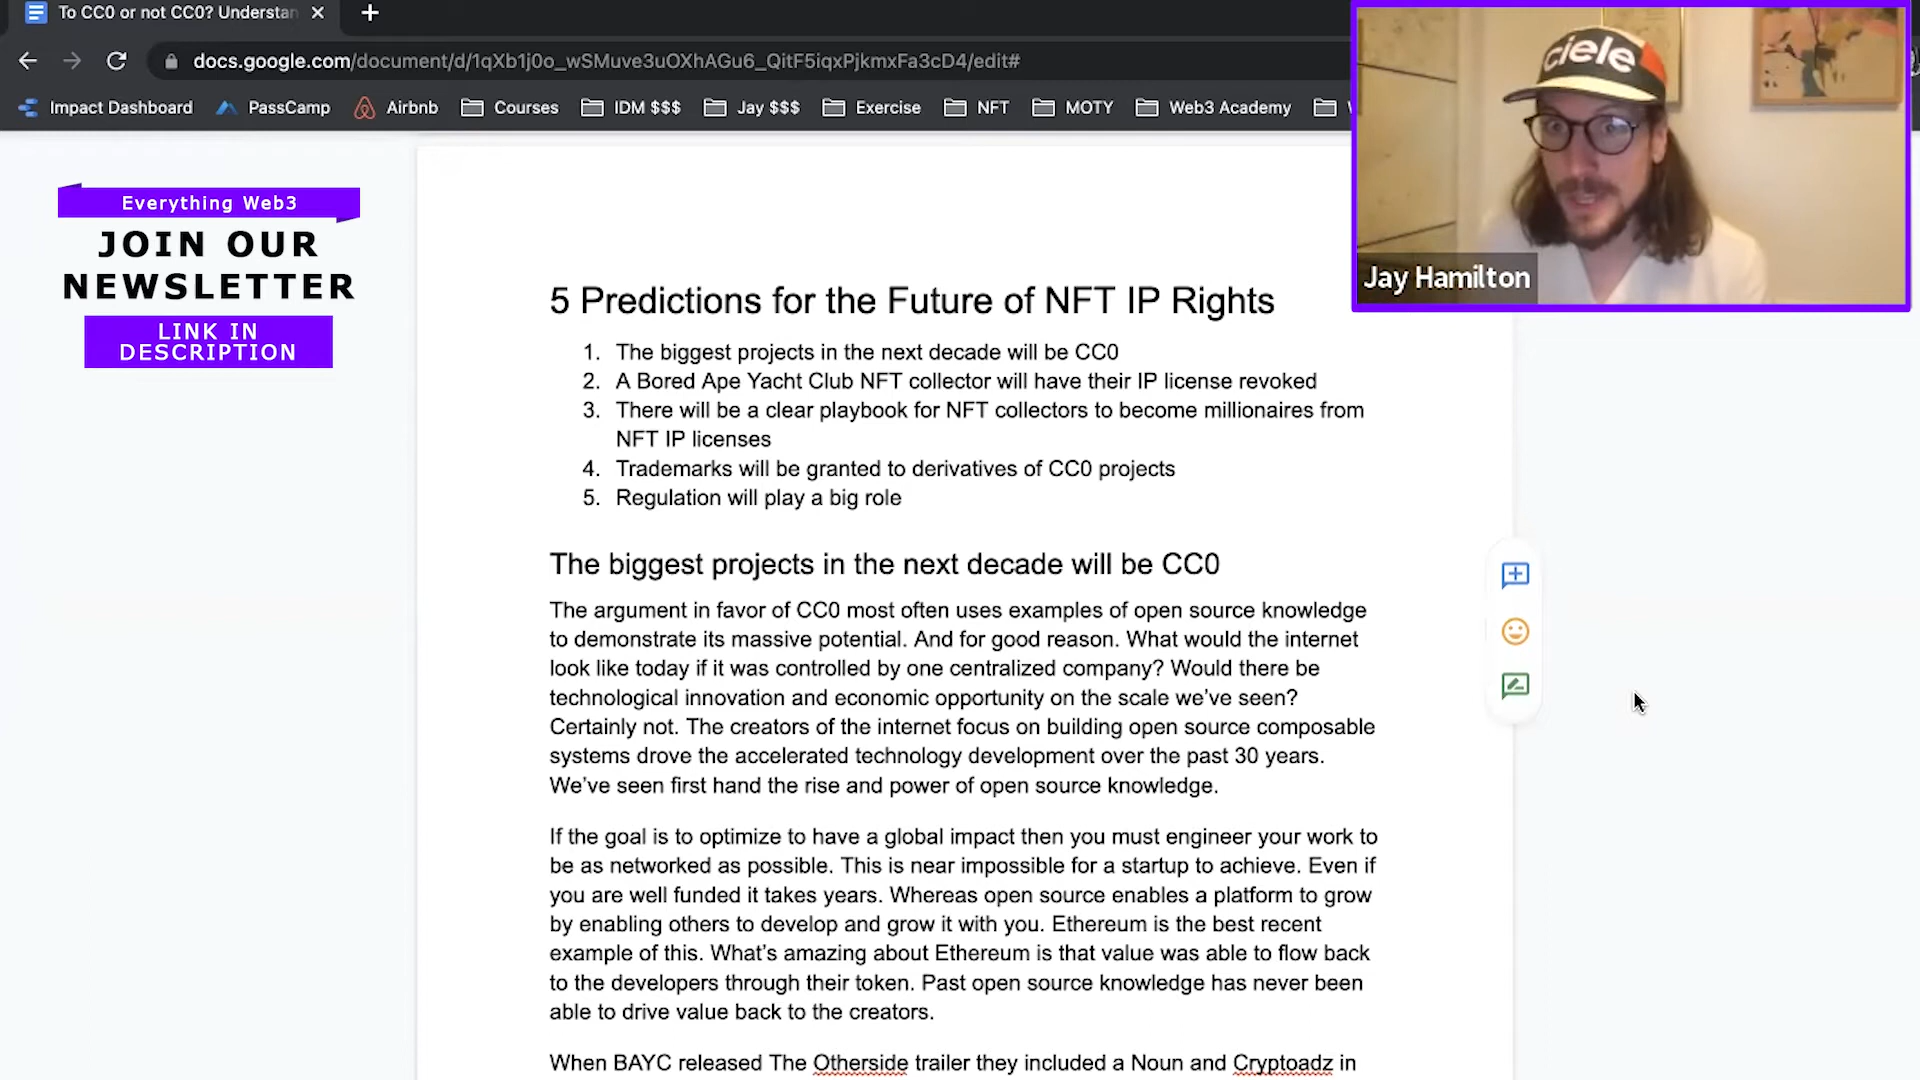 To CC0 or not CC0? Understan
docs.google.com/document/d/1qXb1j0o_wSMuve3uOXhAGu6_QitF5iqxPjkmxFa3cD4/edit#
Impact Dashboard PassCamp Airbnb Courses IDM $$$ Jay $$$ Exercise NFT MOTY Web3 Academy
ciele
Jay Hamilton
Everything Web3
JOIN OUR
NEWSLETTER
LINK IN
DESCRIPTION
5 Predictions for the Future of NFT IP Rights
1. The biggest projects in the next decade will be CC0
2. A Bored Ape Yacht Club NFT collector will have their IP license revoked
3. There will be a clear playbook for NFT collectors to become millionaires from
NFT IP licenses
4. Trademarks will be granted to derivatives of CC0 projects
5. Regulation will play a big role
The biggest projects in the next decade will be CC0
The argument in favor of CC0 most often uses examples of open source knowledge
to demonstrate its massive potential. And for good reason. What would the internet
look like today if it was controlled by one centralized company? Would there be
technological innovation and economic opportunity on the scale we've seen?
Certainly not. The creators of the internet focus on building open source composable
systems drove the accelerated technology development over the past 30 years.
We've seen first hand the rise and power of open source knowledge.
If the goal is to optimize to have a global impact then you must engineer your work to
be as networked as possible. This is near impossible for a startup to achieve. Even if
you are well funded it takes years. Whereas open source enables a platform to grow
by enabling others to develop and grow it with you. Ethereum is the best recent
example of this. What's amazing about Ethereum is that value was able to flow back
to the developers through their token. Past open source knowledge has never been
able to drive value back to the creators.
When BAYC released The Otherside trailer they included a Noun and Cryptoadz in